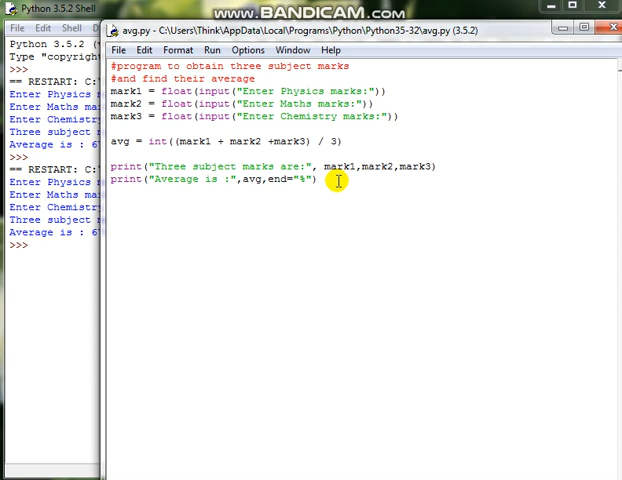 www.BANDICAM.com
Python 3.5.2 Shell
File Edit Shell
Python 3.5.2 (
Type "copyright
>>>
== RESTART: C:\
Enter Physics
Enter Maths ma
Enter Chemistr
Three subject
Average is : 6
>>>
== RESTART: C:\
Enter Physics m
Enter Maths mar
Enter Chemistry
Three subject m
Average is : 6
>>>
avg.py - C:\Users\Think\AppData\Local\Programs\Python\Python35-32\avg.py (3.5.2)
File Edit Format Run Options Window Help
#program to obtain three subject marks
#and find their average
mark1 = float(input("Enter Physics marks:"))
mark2 = float(input("Enter Maths marks:"))
mark3 = float(input("Enter Chemistry marks:"))
avg = int((mark1 + mark2 +mark3) / 3)
print("Three subject marks are:", mark1,mark2,mark3)
print("Average is :",avg,end="%")